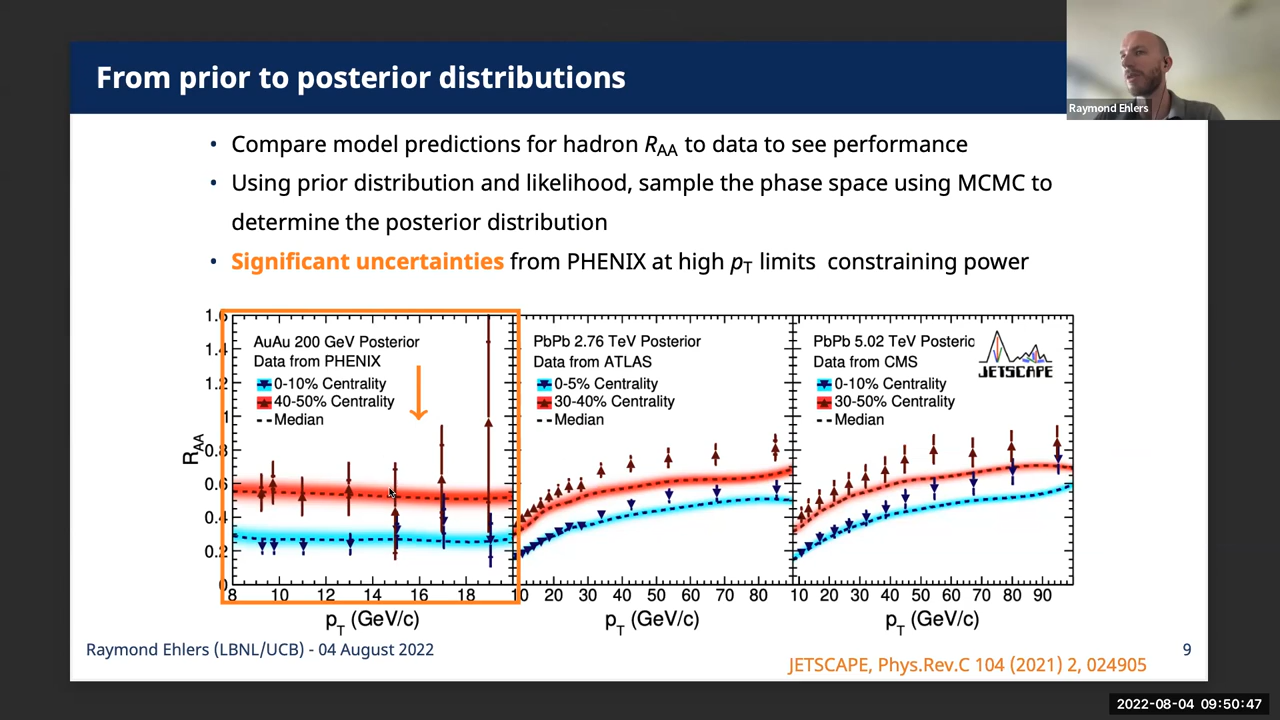 From prior to posterior distributions
Raymond Ehlers
• Compare model predictions for hadron RAA to data to see performance
• Using prior distribution and likelihood, sample the phase space using MCMC to
determine the posterior distribution
• Significant uncertainties from PHENIX at high pT limits constraining power
AuAu 200 GeV Posterior
Data from PHENIX
0-10% Centrality
40-50% Centrality
Median
PbPb 2.76 TeV Posterior
Data from ATLAS
0-5% Centrality
30-40% Centrality
Median
PbPb 5.02 TeV Posterio
Data from CMS
0-10% Centrality
30-50% Centrality
Median
JETSCAPE
RAA
1.6
1.4
1.2
1
0.8
0.6
0.4
0.2
0
8 10 12 14 16 18
10 20 30 40 50 60 70 80
10 20 30 40 50 60 70 80 90
pT (GeV/c)
pT (GeV/c)
pT (GeV/c)
Raymond Ehlers (LBNL/UCB) - 04 August 2022
9
JETSCAPE, Phys.Rev.C 104 (2021) 2, 024905
2022-08-04 09:50:47